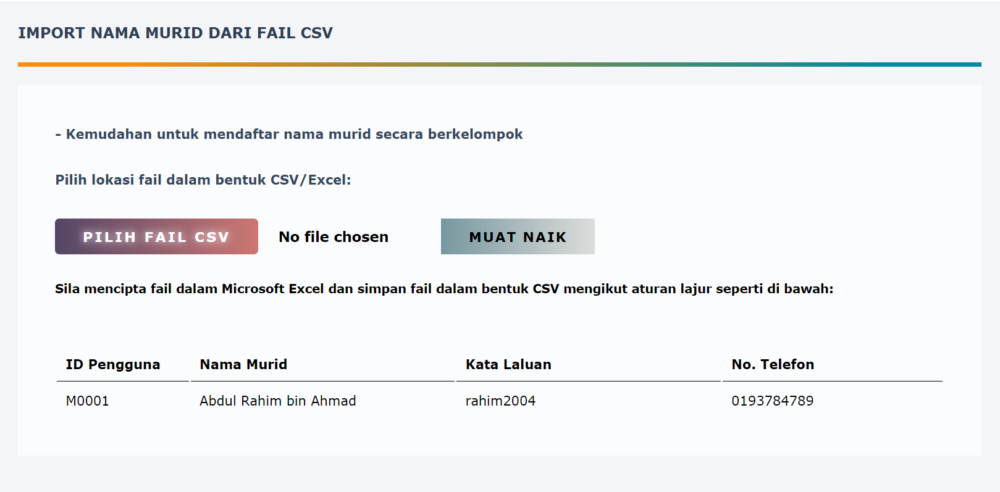 IMPORT NAMA MURID DARI FAIL CSV
- Kemudahan untuk mendaftar nama murid secara berkelompok
Pilih lokasi fail dalam bentuk CSV/Excel:
PILIH FAIL CSV No file chosen MUAT NAIK
Sila mencipta fail dalam Microsoft Excel dan simpan fail dalam bentuk CSV mengikut aturan lajur seperti di bawah:
ID Pengguna Nama Murid Kata Laluan No. Telefon
M0001 Abdul Rahim bin Ahmad rahim2004 0193784789